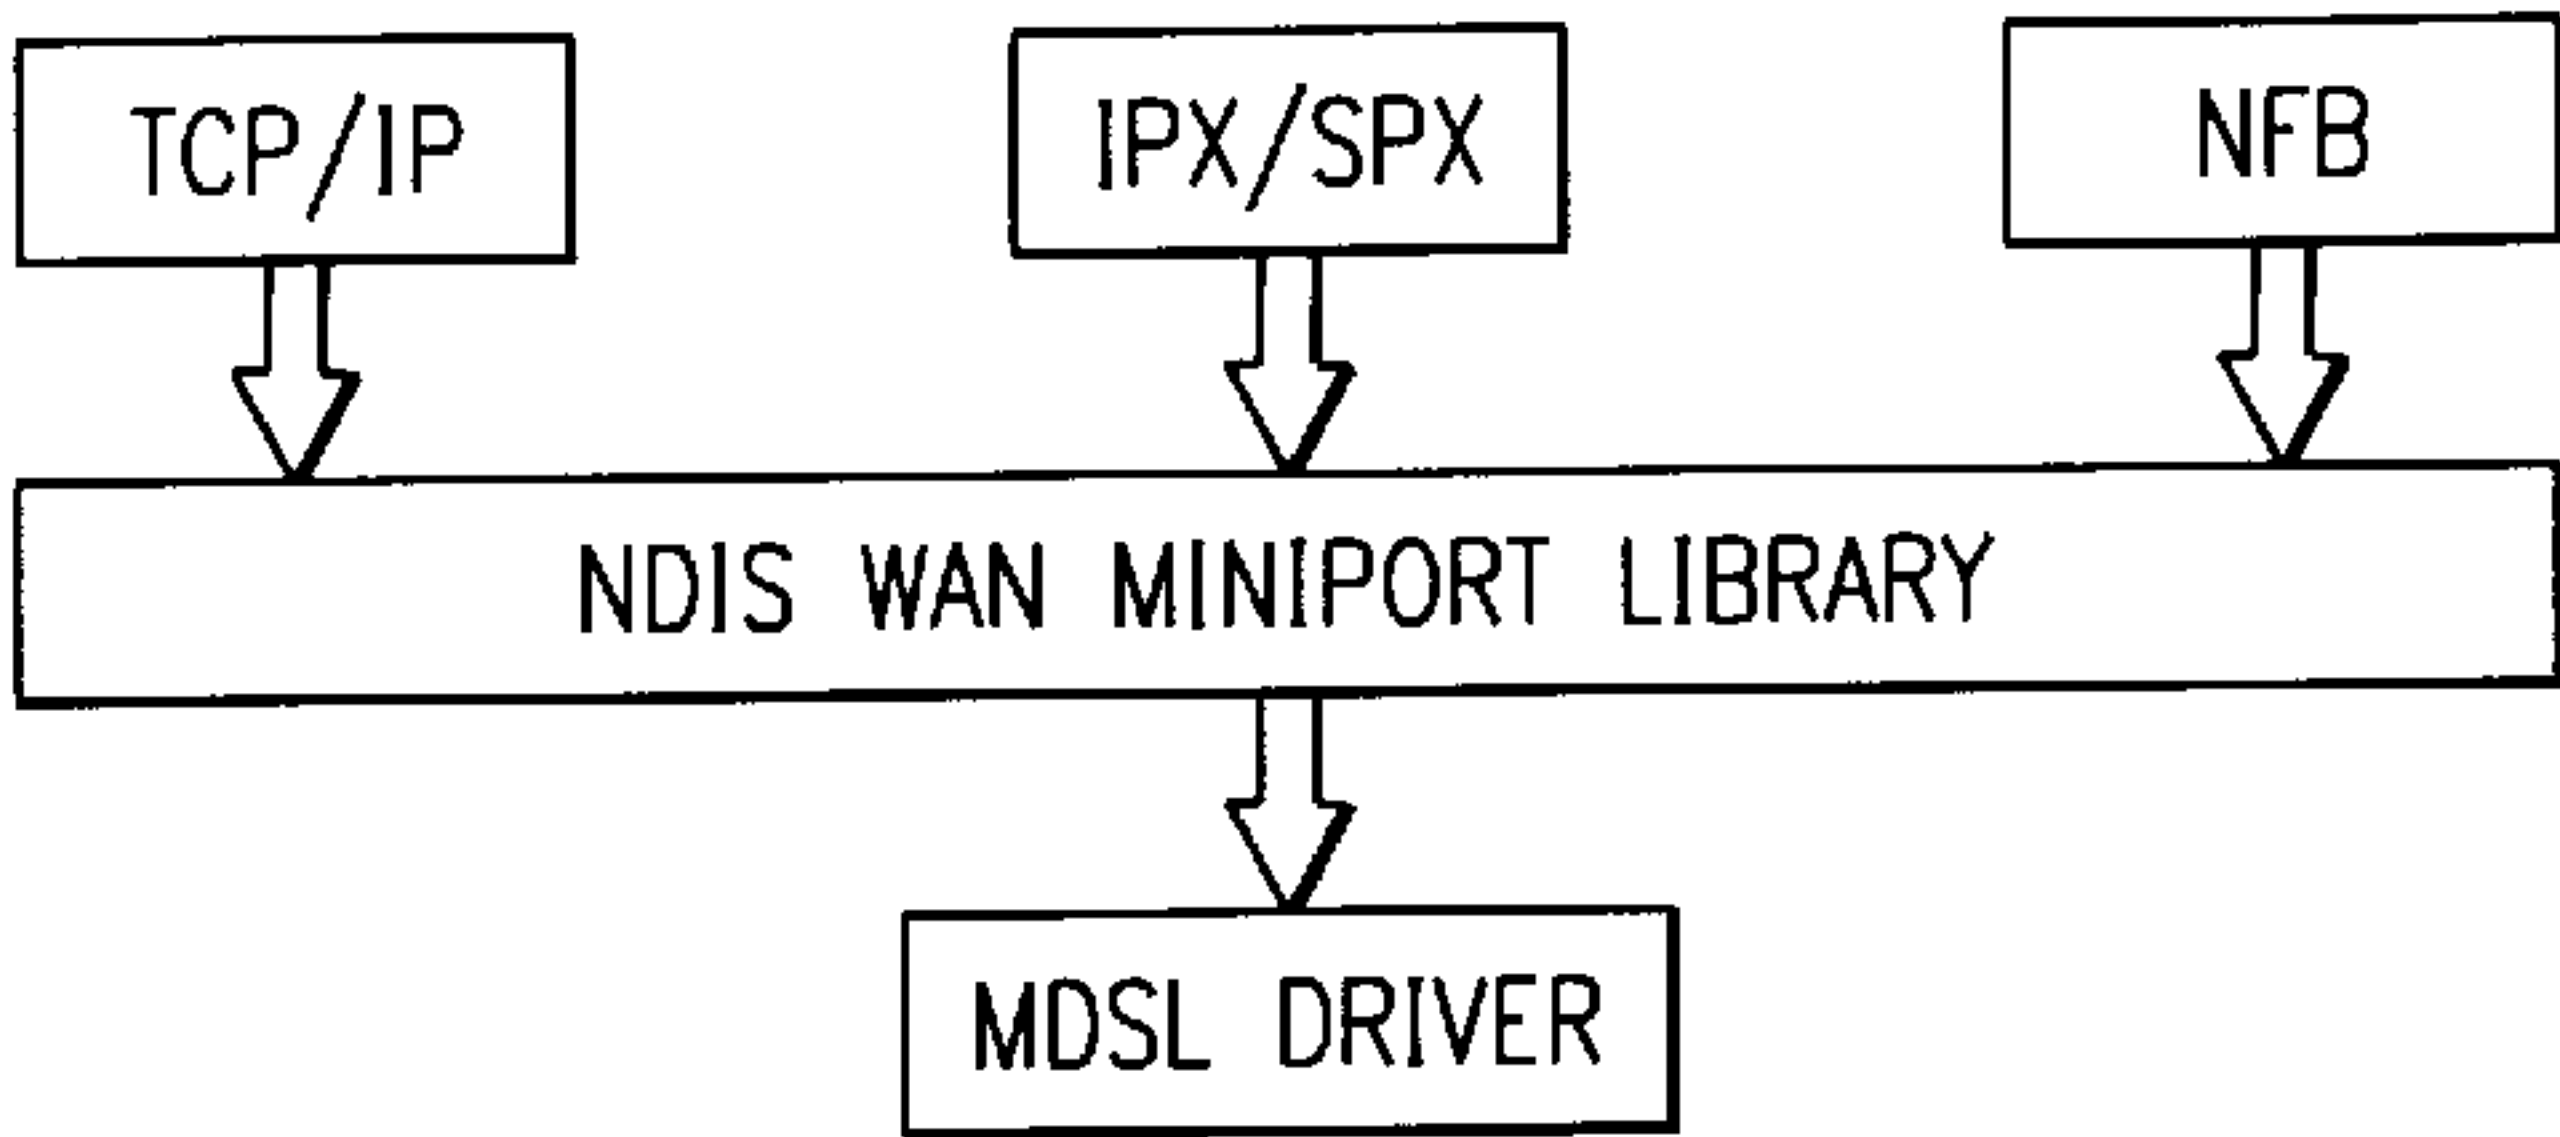 TCP/IP
IPX/SPX
NFB
NDIS WAN MINIPORT LIBRARY
MDSL DRIVER